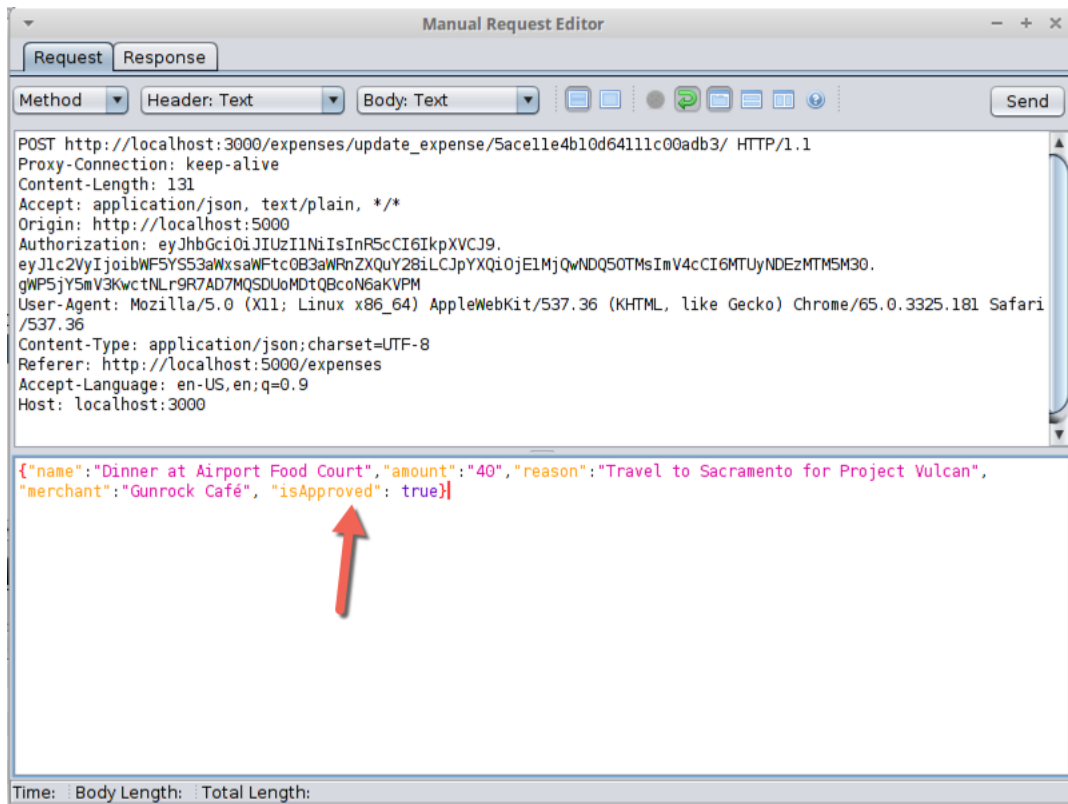 Manual Request Editor
Request Response
Method Header: Text Body: Text Send
POST http://localhost:3000/expenses/update_expense/5ace11e4b10d64111c00adb3/ HTTP/1.1
Proxy-Connection: keep-alive
Content-Length: 131
Accept: application/json, text/plain, */*
Origin: http://localhost:5000
Authorization: eyJhbGciOiJIUzI1NiIsInR5cCI6IkpXVCJ9.
eyJ1c2VyIjoibWF5YS53aWxsaWFtc0B3aWRnZXQuY28iLCJpYXQiOjE1MjQwNDQ5OTMsImV4cCI6MTUyNDEzMTM5M30.
gWP5jY5mV3KwctNLr9R7AD7MQSDUoMDtQBcoN6aKVPM
User-Agent: Mozilla/5.0 (X11; Linux x86_64) AppleWebKit/537.36 (KHTML, like Gecko) Chrome/65.0.3325.181 Safari
/537.36
Content-Type: application/json;charset=UTF-8
Referer: http://localhost:5000/expenses
Accept-Language: en-US,en;q=0.9
Host: localhost:3000
{"name":"Dinner at Airport Food Court","amount":"40","reason":"Travel to Sacramento for Project Vulcan",
"merchant":"Gunrock Café", "isApproved": true}
Time: Body Length: Total Length: